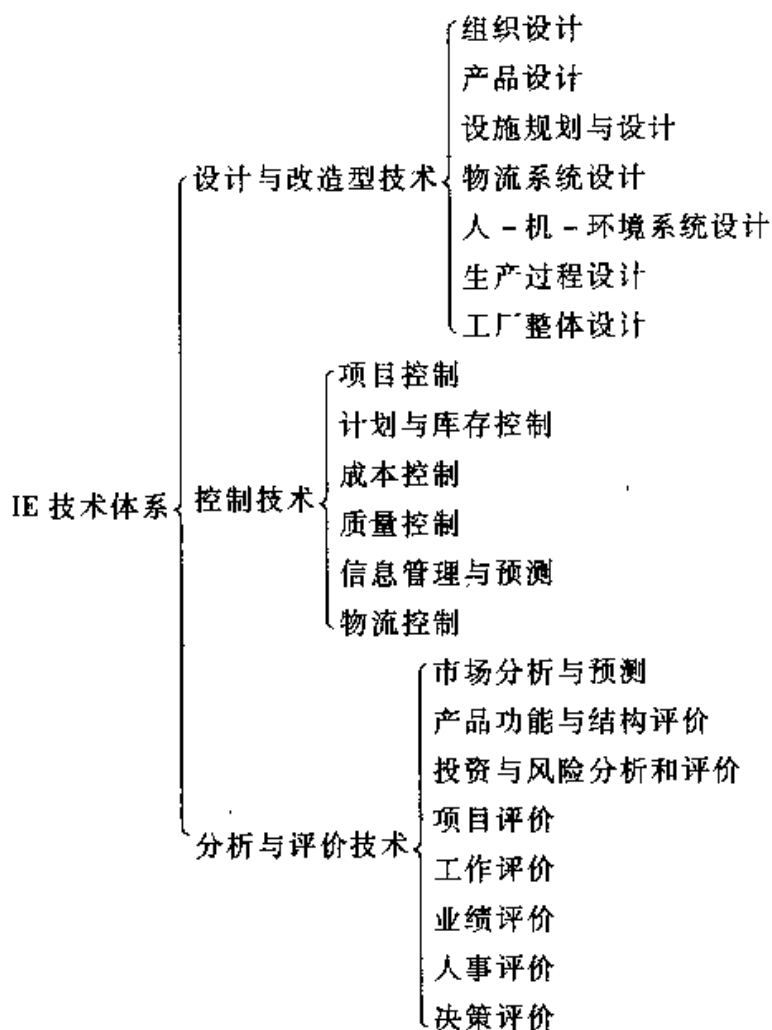 组织设计
产品设计
设施规划与设计
设计与改造型技术
物流系统设计
人-机-环境系统设计
生产过程设计
工厂整体设计
项目控制
计划与库存控制
成本控制
IE 技术体系
控制技术
质量控制
信息管理与预测
物流控制
市场分析与预测
产品功能与结构评价
投资与风险分析和评价
项目评价
分析与评价技术
工作评价
业绩评价
人事评价
决策评价